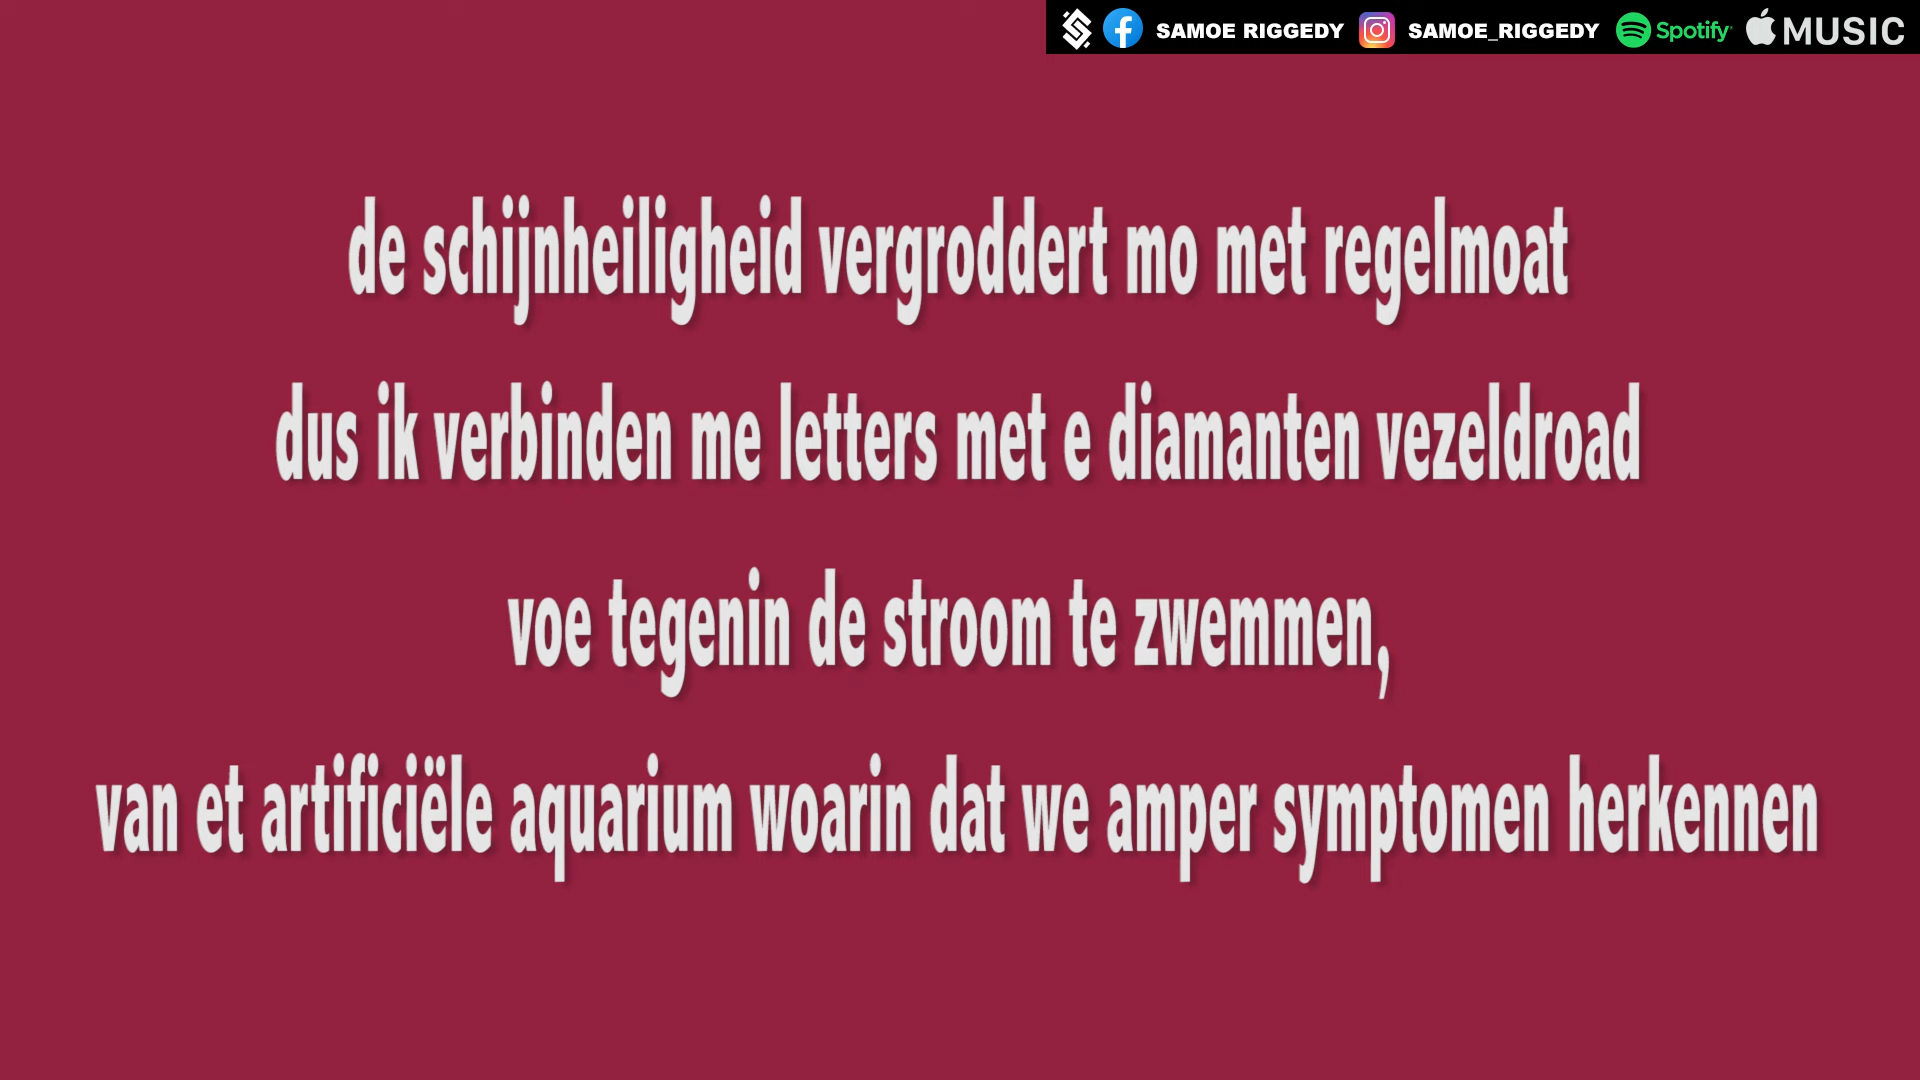 SAMOE RIGGEDY SAMOE_RIGGEDY Spotify MUSIC
de schijnheiligheid vergroddert mo met regelmoat
dus ik verbinden me letters met e diamanten vezeldroad
voe tegenin de stroom te zwemmen,
van et artificiële aquarium woarin dat we amper symptomen herkennen